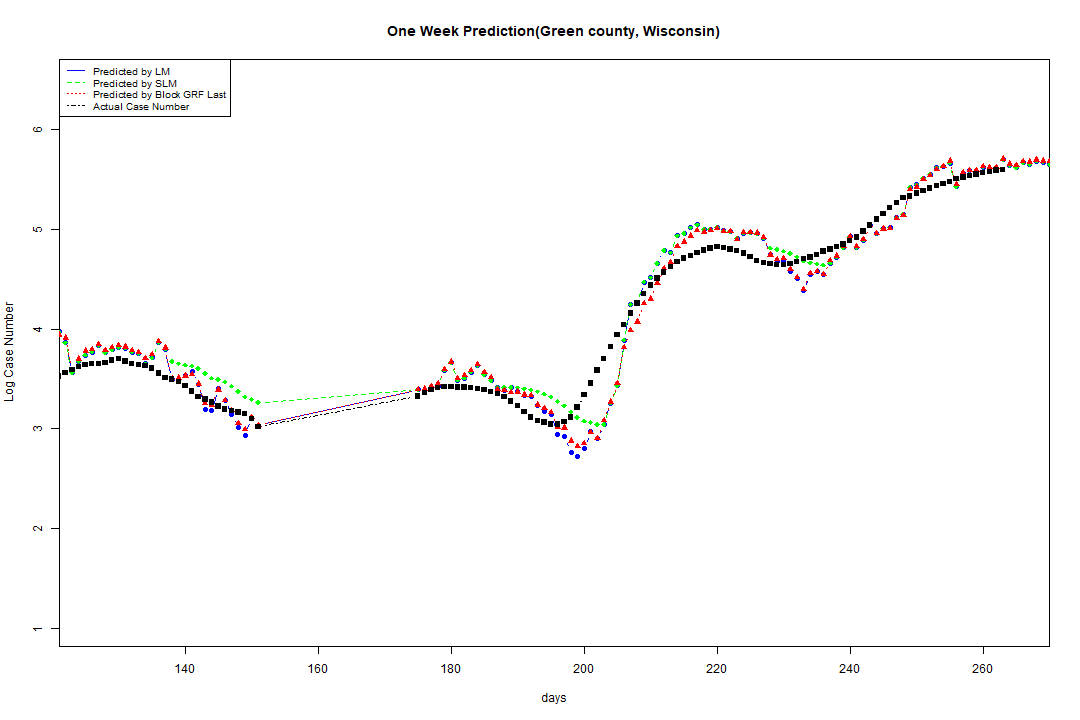 One Week Prediction(Green county, Wisconsin)
Predicted by LM
Predicted by SLM
Predicted by Block GRF Last
Actual Case Number
6
5
4
3
2
1
Log Case Number
140 160 180 200 220 240 260
days